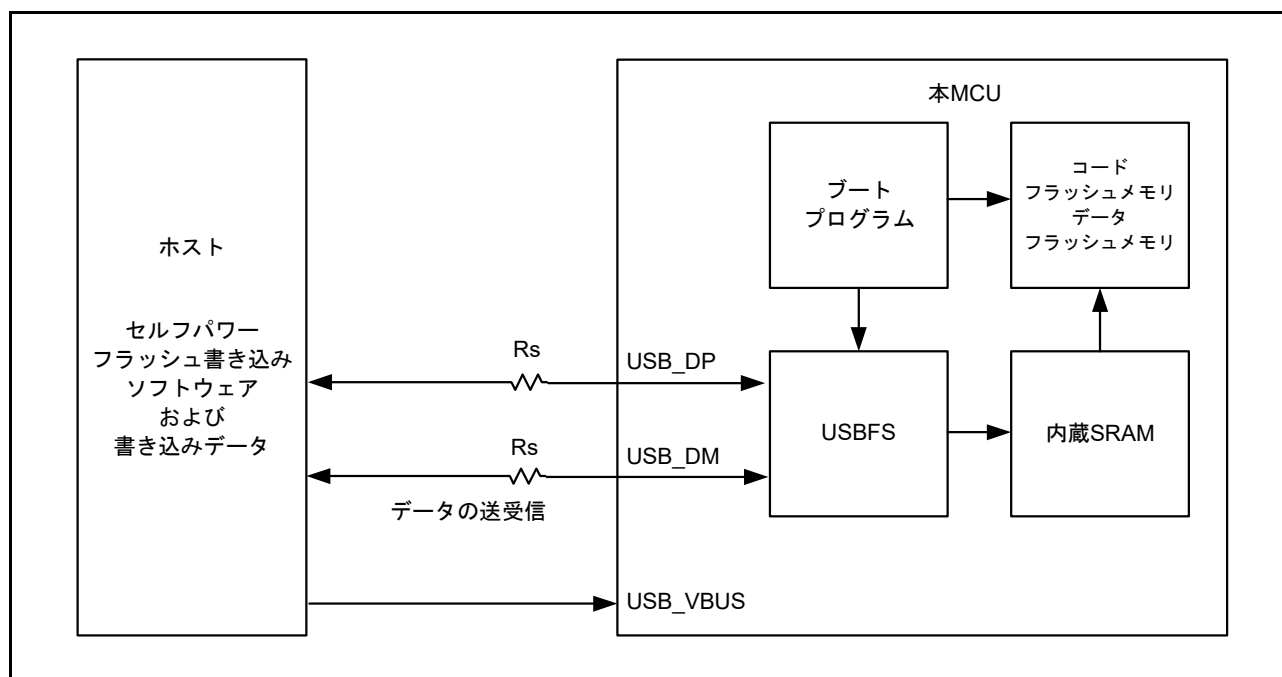 ホスト
セルフパワー
フラッシュ書き込み
ソフトウェア
および
書き込みデータ
Rs
Rs
データの送受信
本MCU
ブート
プログラム
コード
フラッシュメモリ
データ
フラッシュメモリ
USB_DP
USB_DM
USB_VBUS
USBFS
内蔵SRAM